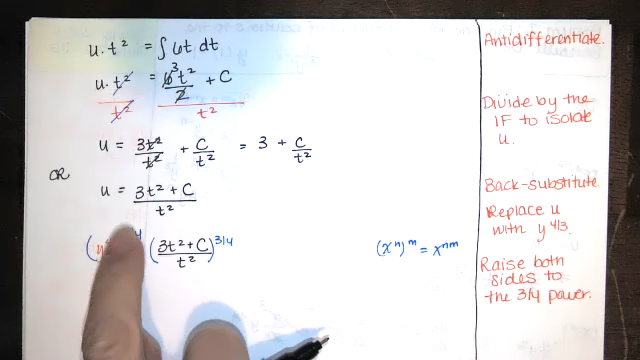 u · t² = ∫ 6t dt
u · t² = 6³t²/2 + C
t² t² t²
u = 3t²/t² + C/t² = 3 + C/t²
OR
u = (3t² + C)/t²
( ((3t² + C)/t²)^3/4
(xⁿ)ᵐ = xⁿᵐ
Antidifferentiate.
Divide by the
IF to isolate
u.
Back-substitute.
Replace u
with y^4/3
Raise both
sides to
the 3/4 power.